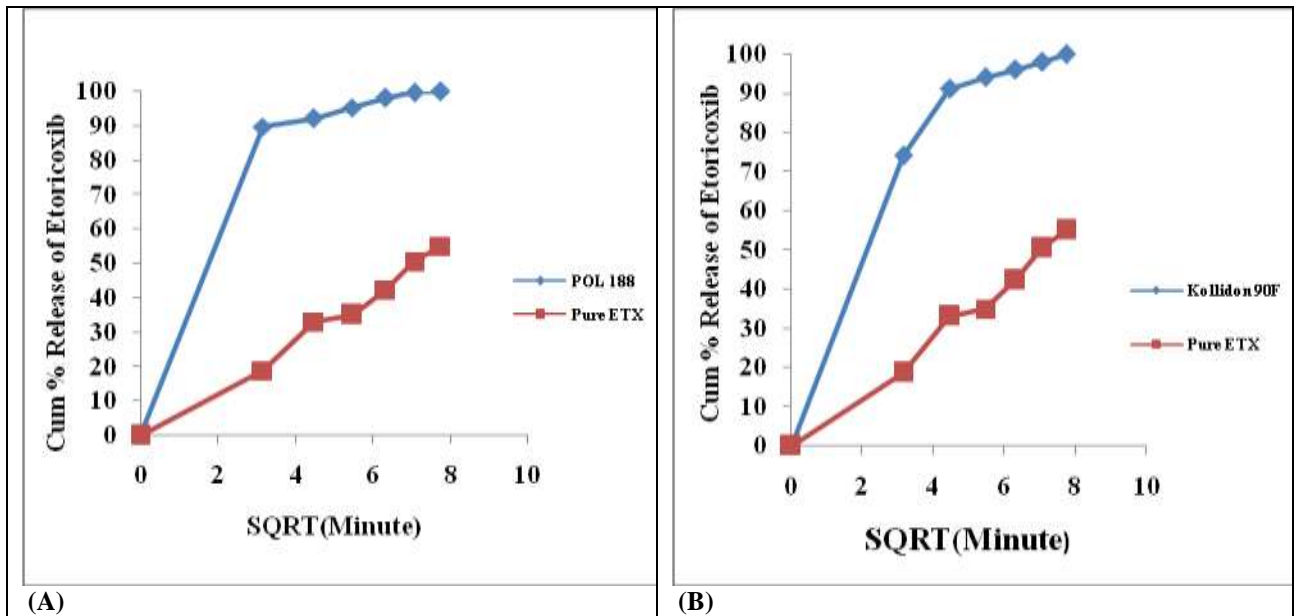 Cum % Release of Etoricoxib
100
90
80
70
60
50
40
30
20
10
0
0 2 4 6 8 10
SQRT(Minute)
POL 188
Pure ETX
(A)
Cum % Release of Etoricoxib
100
90
80
70
60
50
40
30
20
10
0
0 2 4 6 8 10
SQRT(Minute)
Kollidon 90F
Pure ETX
(B)